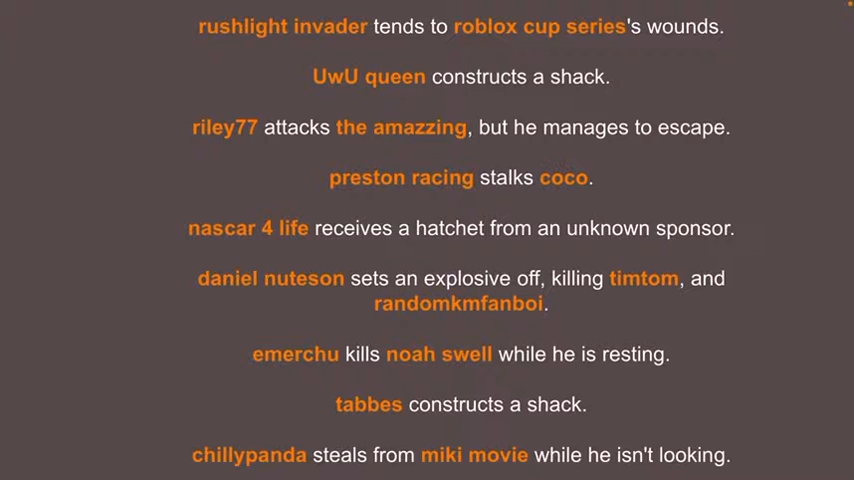 rushlight invader tends to roblox cup series's wounds.
UwU queen constructs a shack.
riley77 attacks the amazzing, but he manages to escape.
preston racing stalks coco.
nascar 4 life receives a hatchet from an unknown sponsor.
daniel nuteson sets an explosive off, killing timtom, and
randomkmfanboi.
emerchu kills noah swell while he is resting.
tabbes constructs a shack.
chillypanda steals from miki movie while he isn't looking.